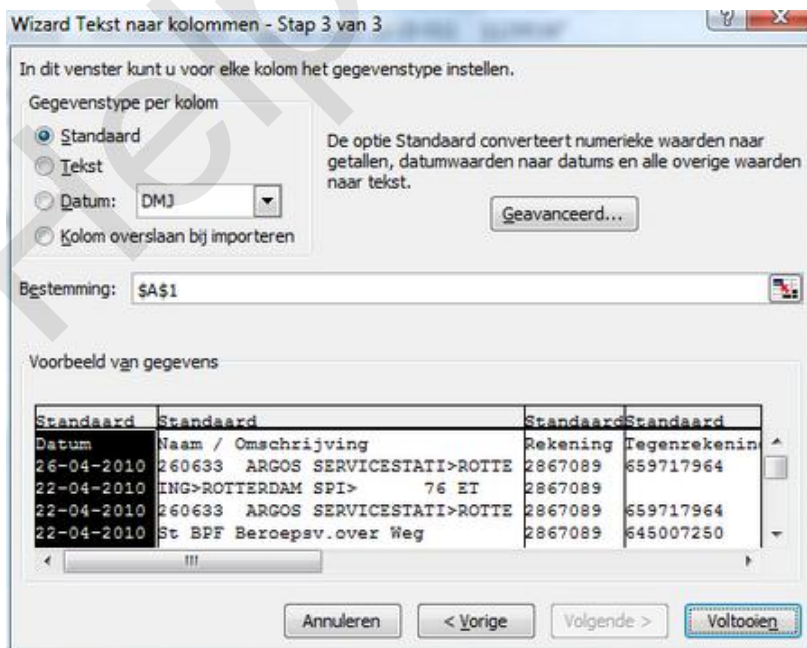 Wizard Tekst naar kolommen - Stap 3 van 3
In dit venster kunt u voor elke kolom het gegevenstype instellen.
Gegevenstype per kolom
Standaard
Tekst
Datum: DMJ
Kolom overslaan bij importeren
De optie Standaard converteert numerieke waarden naar
getallen, datumwaarden naar datums en alle overige waarden
naar tekst.
Geavanceerd...
Bestemming: $A$1
Voorbeeld van gegevens
Standaard Standaard Standaard Standaard
Datum Naam / Omschrijving Rekening Tegenrekenin
26-04-2010 260633 ARGOS SERVICESTATI>ROTTE 2867089 659717964
22-04-2010 ING>ROTTERDAM SPI> 76 ET 2867089
22-04-2010 260633 ARGOS SERVICESTATI>ROTTE 2867089 659717964
22-04-2010 St BPF Beroepsv.over Weg 2867089 645007250
Annuleren < Vorige Volgende > Voltooien